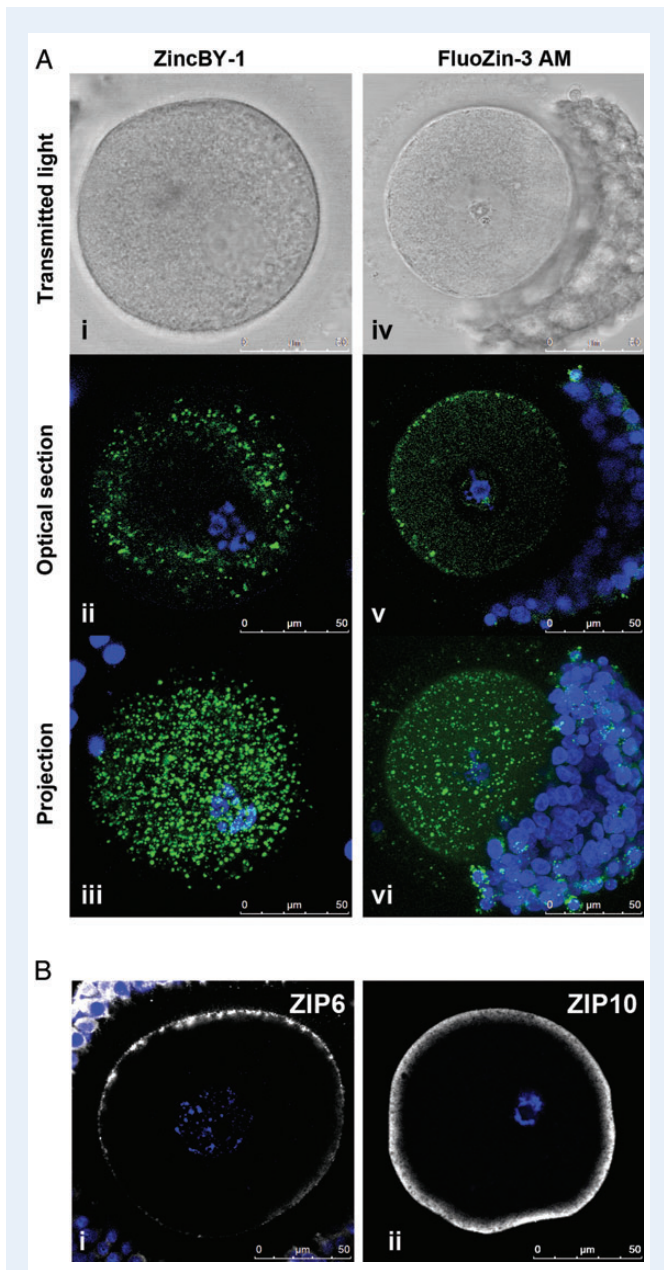 A
ZincBY-1
FluoZin-3 AM
Transmitted light
i
iv
Optical section
ii
0 µm 50
v
0 µm 50
Projection
iii
0 µm 50
vi
0 µm 50
B
ZIP6
ZIP10
i
0 µm 50
ii
0 µm 50